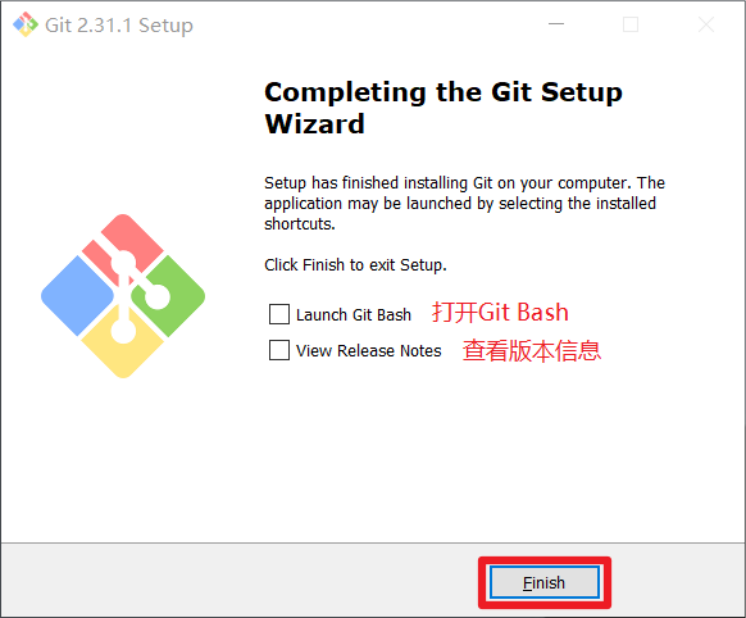 Git 2.31.1 Setup
Completing the Git Setup
Wizard
Setup has finished installing Git on your computer. The
application may be launched by selecting the installed
shortcuts.
Click Finish to exit Setup.
Launch Git Bash 打开Git Bash
View Release Notes 查看版本信息
Finish